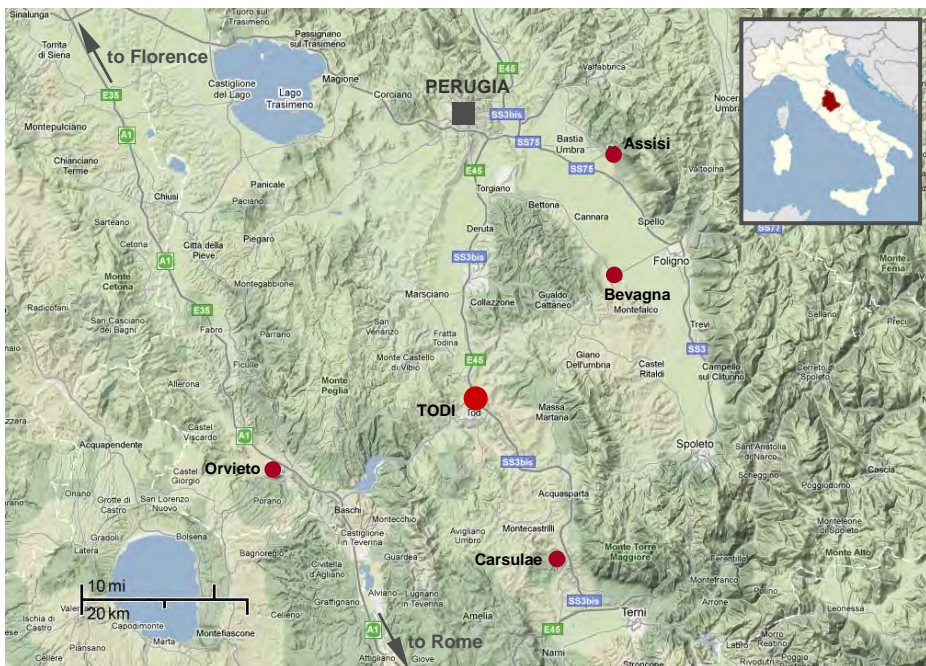 Sinalunga
Tuoro sul
Trasimeno
Passignano
sul Trasimeno
to Florence
Torrita
di Siena
E35
Castiglione
del Lago
Lago
Trasimeno
Magione
Corciano
PERUGIA
E45
Valfabbrica
Nocera
Umbra
SS3bis
Montepulciano
A1
Chianciano
Terme
Chiusi
Panicale
Paciano
SS75
Bastia
Umbra
Assisi
Valtopina
E45
SS75
Torgiano
Bettona
Cannara
Spello
SS77
Sarteano
Cetona
Città della
Pieve
Piegaro
Deruta
SS3bis
Foligno
Monte
Fema
A1
Monte
Cetona
Montegabbione
Marsciano
Collazzone
Gualdo
Cattaneo
Bevagna
Montefalco
Radicofani
San Casciano
dei Bagni
E35
Fabro
Parrano
San
Venanzo
Fratta
Todina
Trevi
Sellano
Preci
SS3
Ficulle
Monte Castello
di Vibio
E45
Giano
Dell'umbria
Castel
Ritaldi
Campello
sul Clitunno
Cerreto di
Spoleto
Allerona
Monte
Peglia
TODI
Tod
Massa
Martana
Castel
Viscardo
A1
Acquapendente
Spoleto
Sant'Anatolia
di Narco
Orvieto
Castel
Giorgio
Porano
SS3bis
Scheggino
Cascia
Poggiodomo
Onano
Grotte di
Castro
San Lorenzo
Nuovo
Baschi
Acquasparta
Montecchio
Castiglione
in Teverina
Avigliano
Umbro
Montecastrilli
Monteleone
di Spoleto
Gradoli
Latera
Bolsena
Bagnoregio
Guardea
Carsulae
Monte Torre
Maggiore
Ferentillo
Monte Alto
Civitella
d'Agliano
10 mi
20 km
Alviano
Lugnano
in Teverina
Montefranco
Arrone
Polino
Leonessa
Graffignano
Celleno
Amelia
SS3bis
Terni
Ischia di
Castro
Capodimonte
Marta
Montefiascone
A1
to Rome
Piansano
Cellere
Attigliano
Giove
Narni
Stroncone
Labro
Morro
Reatino
Rivodutri
Poggio